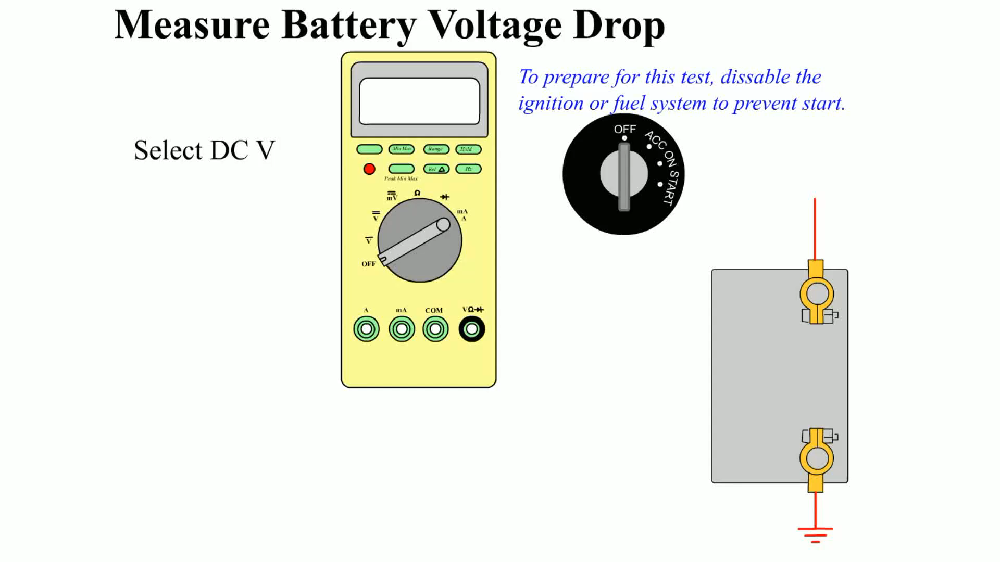 Measure Battery Voltage Drop
To prepare for this test, dissable the
ignition or fuel system to prevent start.
Select DC V
Min Max
Range
Hold
Rel
Hz
Peak Min Max
OFF
ACC
ON
START
mV
Ω
V
mA
A
V
OFF
A
mA
COM
VΩ